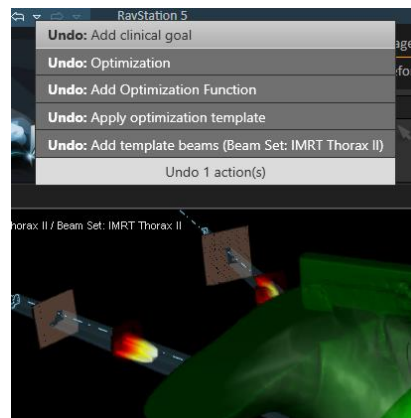 RayStation 5
Undo: Add clinical goal
Undo: Optimization
Undo: Add Optimization Function
Undo: Apply optimization template
Undo: Add template beams (Beam Set: IMRT Thorax II)
Undo 1 action(s)
horax II / Beam Set: IMRT Thorax II